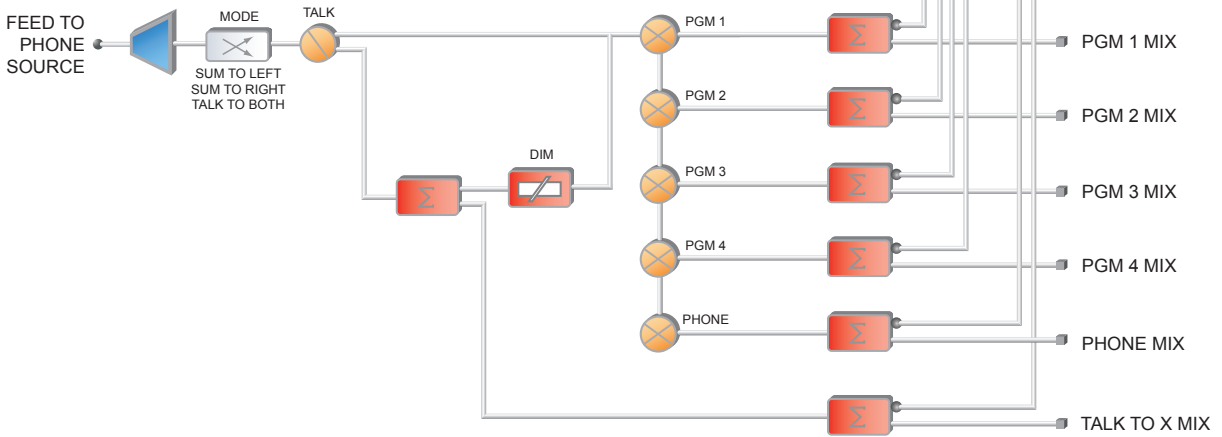 FEED TO
PHONE
SOURCE
MODE
SUM TO LEFT
SUM TO RIGHT
TALK TO BOTH
TALK
Σ
DIM
PGM 1
Σ
PGM 1 MIX
PGM 2
Σ
PGM 2 MIX
PGM 3
Σ
PGM 3 MIX
PGM 4
Σ
PGM 4 MIX
PHONE
Σ
PHONE MIX
Σ
TALK TO X MIX